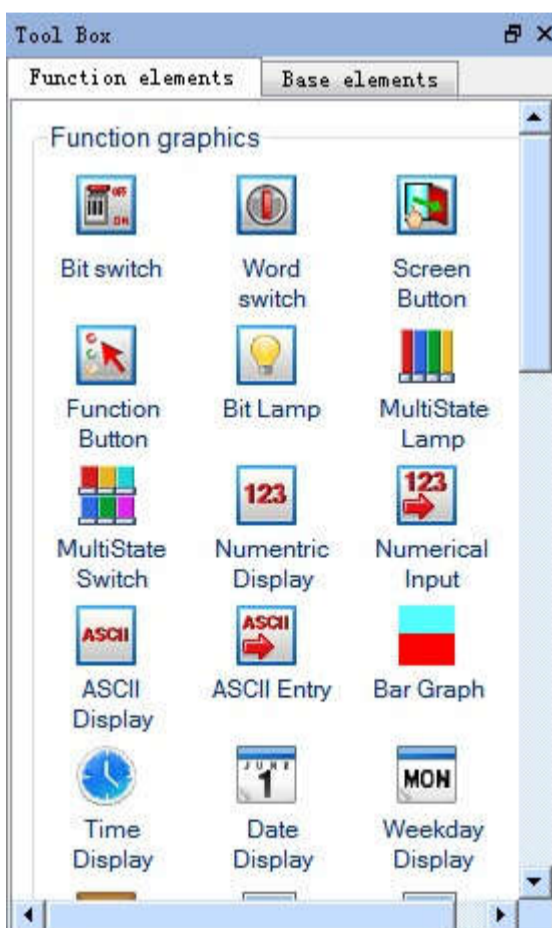 Tool Box
Function elements
Base elements
Function graphics
OFF
ON
Bit switch
Word
switch
Screen
Button
Function
Button
Bit Lamp
MultiState
Lamp
MultiState
Switch
123
Numentric
Display
123
Numerical
Input
ASCII
ASCII
Display
ASCII
ASCII Entry
Bar Graph
Time
Display
JUNE
1
Date
Display
MON
Weekday
Display